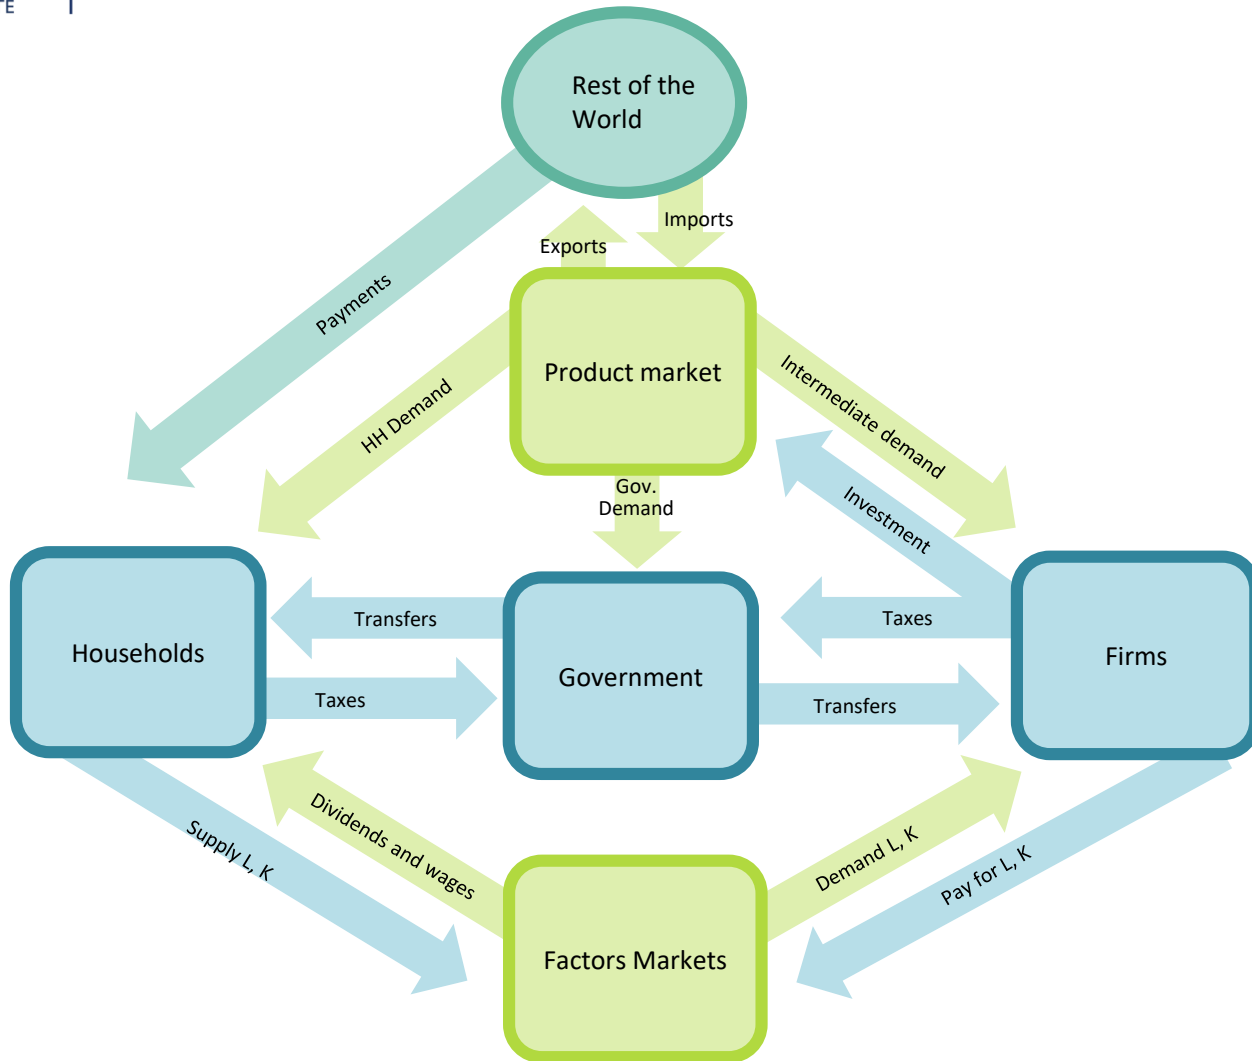 TE
Rest of the
World
Imports
Exports
Payments
Product market
HH Demand
Intermediate demand
Gov.
Demand
Investment
Households
Transfers
Taxes
Government
Taxes
Transfers
Firms
Supply L, K
Dividends and wages
Demand L, K
Pay for L, K
Factors Markets